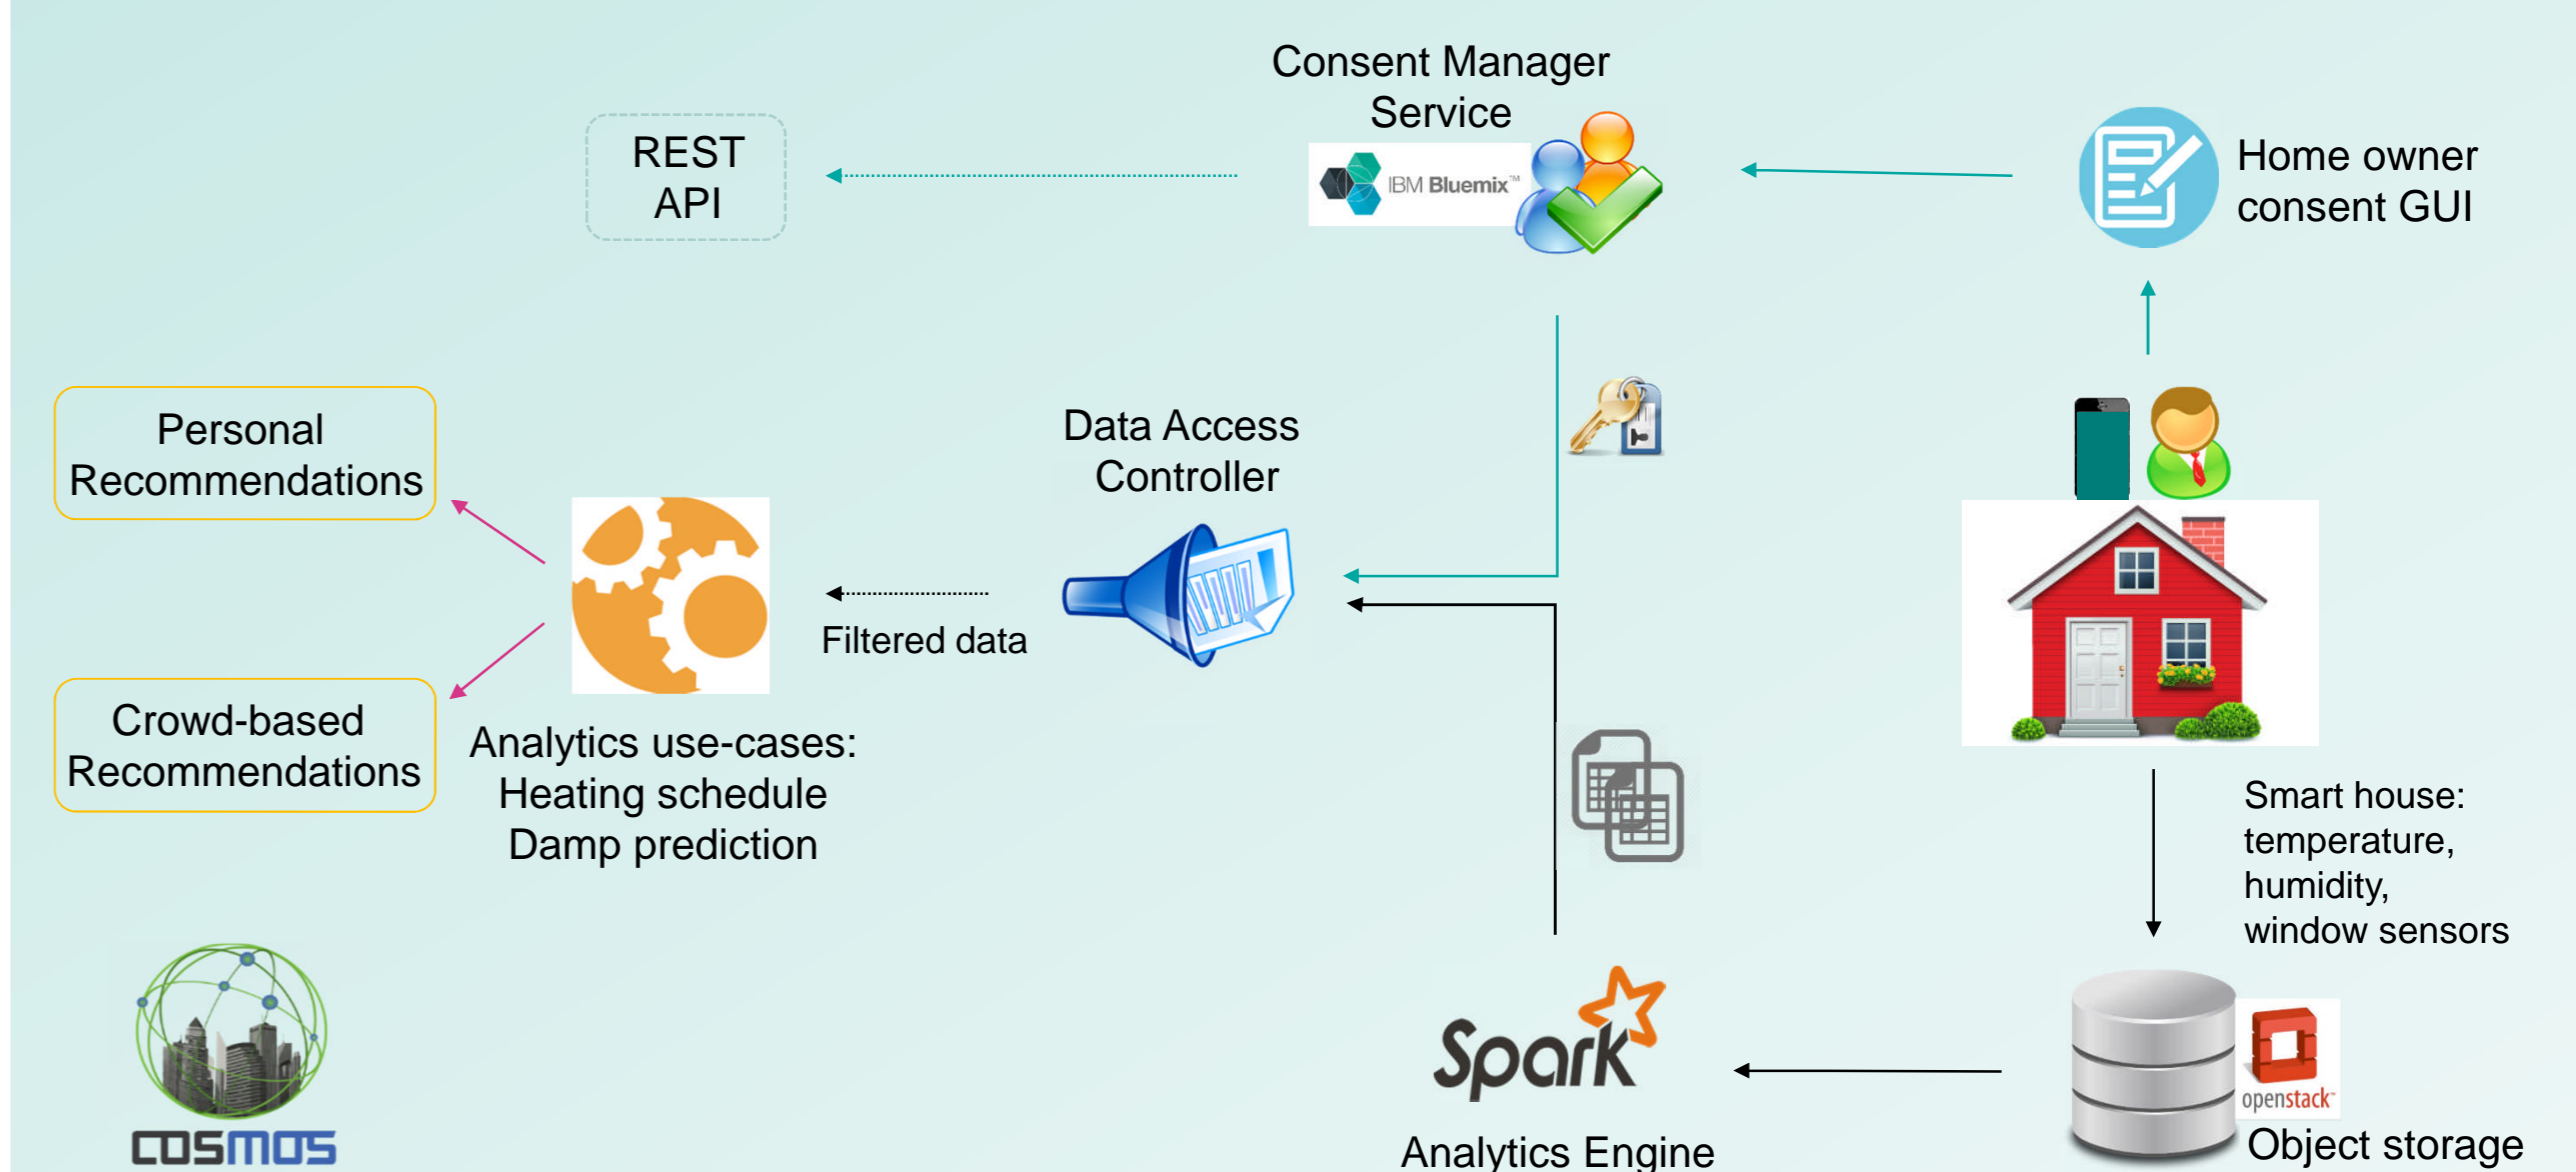 Consent Manager
Service
IBM Bluemix™
REST
API
Home owner
consent GUI
Personal
Recommendations
Data Access
Controller
Filtered data
Crowd-based
Recommendations
Analytics use-cases:
Heating schedule
Damp prediction
Smart house:
temperature,
humidity,
window sensors
Spark
Analytics Engine
openstack™
Object storage
COSMOS